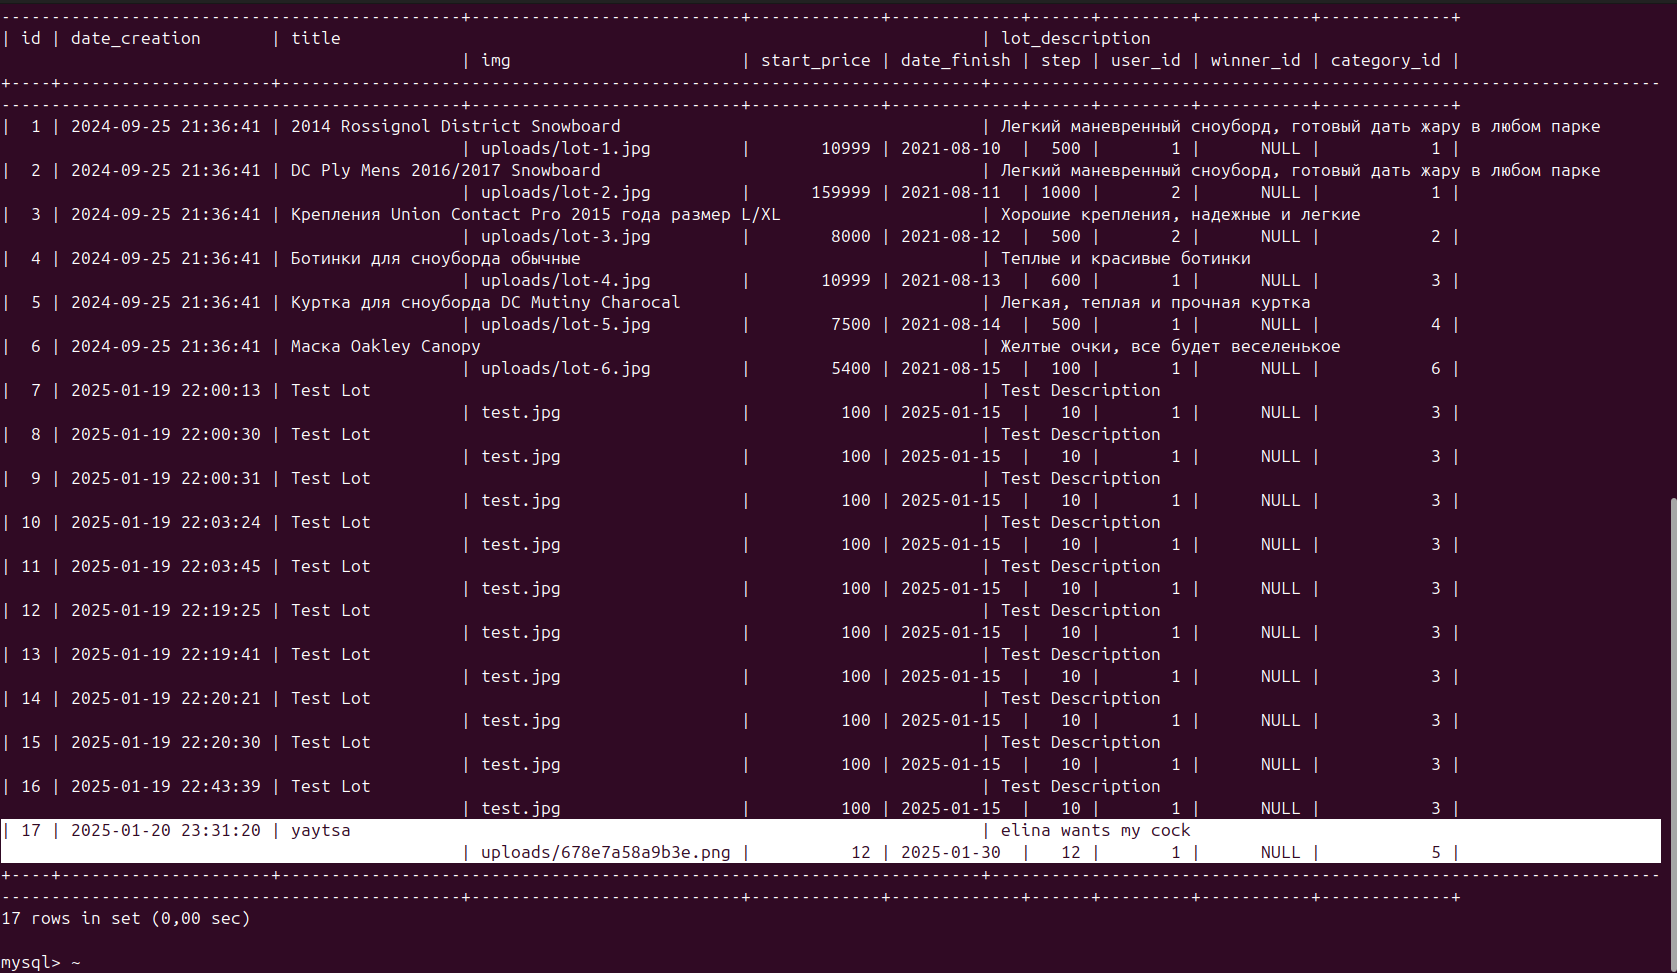 | id | date_creation | title | lot_description
| img | start_price | date_finish | step | user_id | winner_id | category_id |
| 1 | 2024-09-25 21:36:41 | 2014 Rossignol District Snowboard | Легкий маневренный сноуборд, готовый дать жару в любом парке
| uploads/lot-1.jpg | 10999 | 2021-08-10 | 500 | 1 | NULL | 1 |
| 2 | 2024-09-25 21:36:41 | DC Ply Mens 2016/2017 Snowboard | Легкий маневренный сноуборд, готовый дать жару в любом парке
| uploads/lot-2.jpg | 159999 | 2021-08-11 | 1000 | 2 | NULL | 1 |
| 3 | 2024-09-25 21:36:41 | Крепления Union Contact Pro 2015 года размер L/XL | Хорошие крепления, надежные и легкие
| uploads/lot-3.jpg | 8000 | 2021-08-12 | 500 | 2 | NULL | 2 |
| 4 | 2024-09-25 21:36:41 | Ботинки для сноуборда обычные | Теплые и красивые ботинки
| uploads/lot-4.jpg | 10999 | 2021-08-13 | 600 | 1 | NULL | 3 |
| 5 | 2024-09-25 21:36:41 | Куртка для сноуборда DC Mutiny Charocal | Легкая, теплая и прочная куртка
| uploads/lot-5.jpg | 7500 | 2021-08-14 | 500 | 1 | NULL | 4 |
| 6 | 2024-09-25 21:36:41 | Маска Oakley Canopy | Желтые очки, все будет веселенькое
| uploads/lot-6.jpg | 5400 | 2021-08-15 | 100 | 1 | NULL | 6 |
| 7 | 2025-01-19 22:00:13 | Test Lot | Test Description
| test.jpg | 100 | 2025-01-15 | 10 | 1 | NULL | 3 |
| 8 | 2025-01-19 22:00:30 | Test Lot | Test Description
| test.jpg | 100 | 2025-01-15 | 10 | 1 | NULL | 3 |
| 9 | 2025-01-19 22:00:31 | Test Lot | Test Description
| test.jpg | 100 | 2025-01-15 | 10 | 1 | NULL | 3 |
| 10 | 2025-01-19 22:03:24 | Test Lot | Test Description
| test.jpg | 100 | 2025-01-15 | 10 | 1 | NULL | 3 |
| 11 | 2025-01-19 22:03:45 | Test Lot | Test Description
| test.jpg | 100 | 2025-01-15 | 10 | 1 | NULL | 3 |
| 12 | 2025-01-19 22:19:25 | Test Lot | Test Description
| test.jpg | 100 | 2025-01-15 | 10 | 1 | NULL | 3 |
| 13 | 2025-01-19 22:19:41 | Test Lot | Test Description
| test.jpg | 100 | 2025-01-15 | 10 | 1 | NULL | 3 |
| 14 | 2025-01-19 22:20:21 | Test Lot | Test Description
| test.jpg | 100 | 2025-01-15 | 10 | 1 | NULL | 3 |
| 15 | 2025-01-19 22:20:30 | Test Lot | Test Description
| test.jpg | 100 | 2025-01-15 | 10 | 1 | NULL | 3 |
| 16 | 2025-01-19 22:43:39 | Test Lot | Test Description
| test.jpg | 100 | 2025-01-15 | 10 | 1 | NULL | 3 |
| 17 | 2025-01-20 23:31:20 | yaytsa | elina wants my cock
| uploads/678e7a58a9b3e.png | 12 | 2025-01-30 | 12 | 1 | NULL | 5 |
17 rows in set (0,00 sec)
mysql> ~